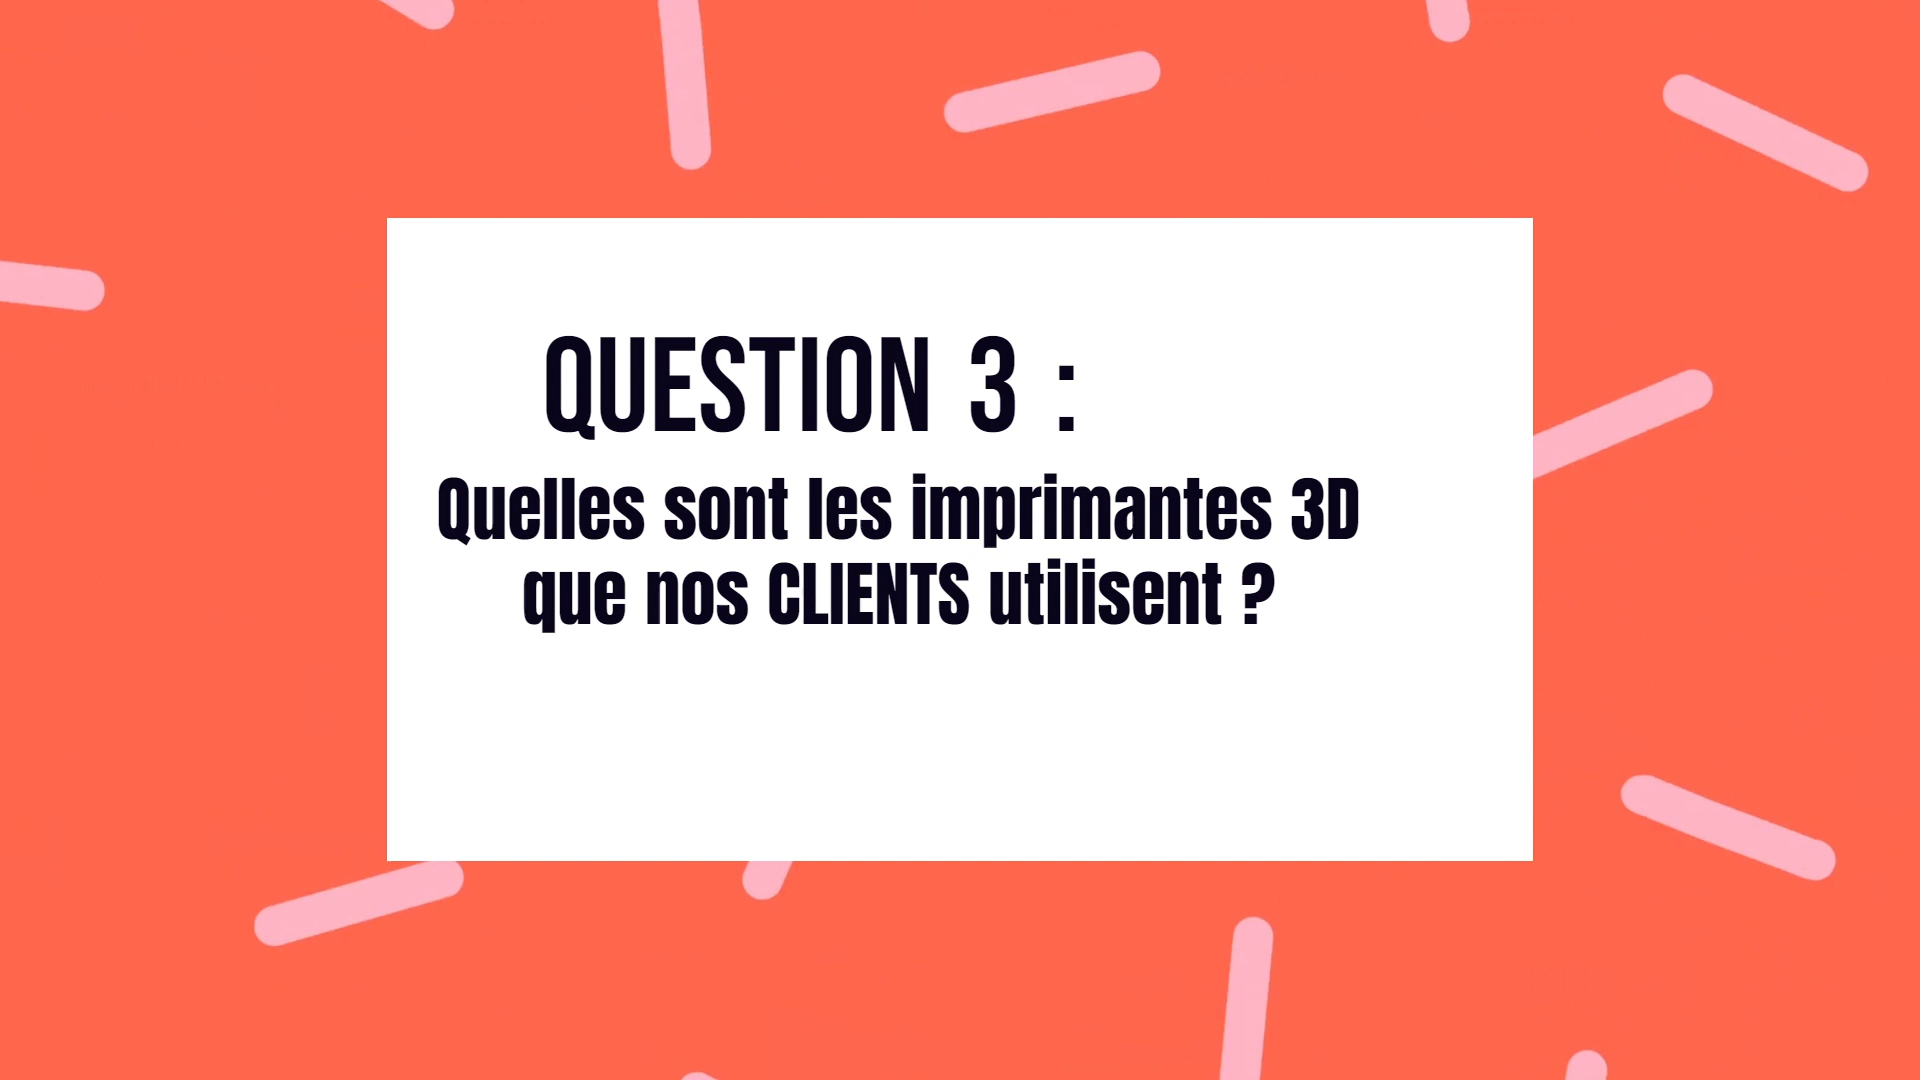 QUESTION 3 :
Quelles sont les imprimantes 3D
que nos CLIENTS utilisent ?